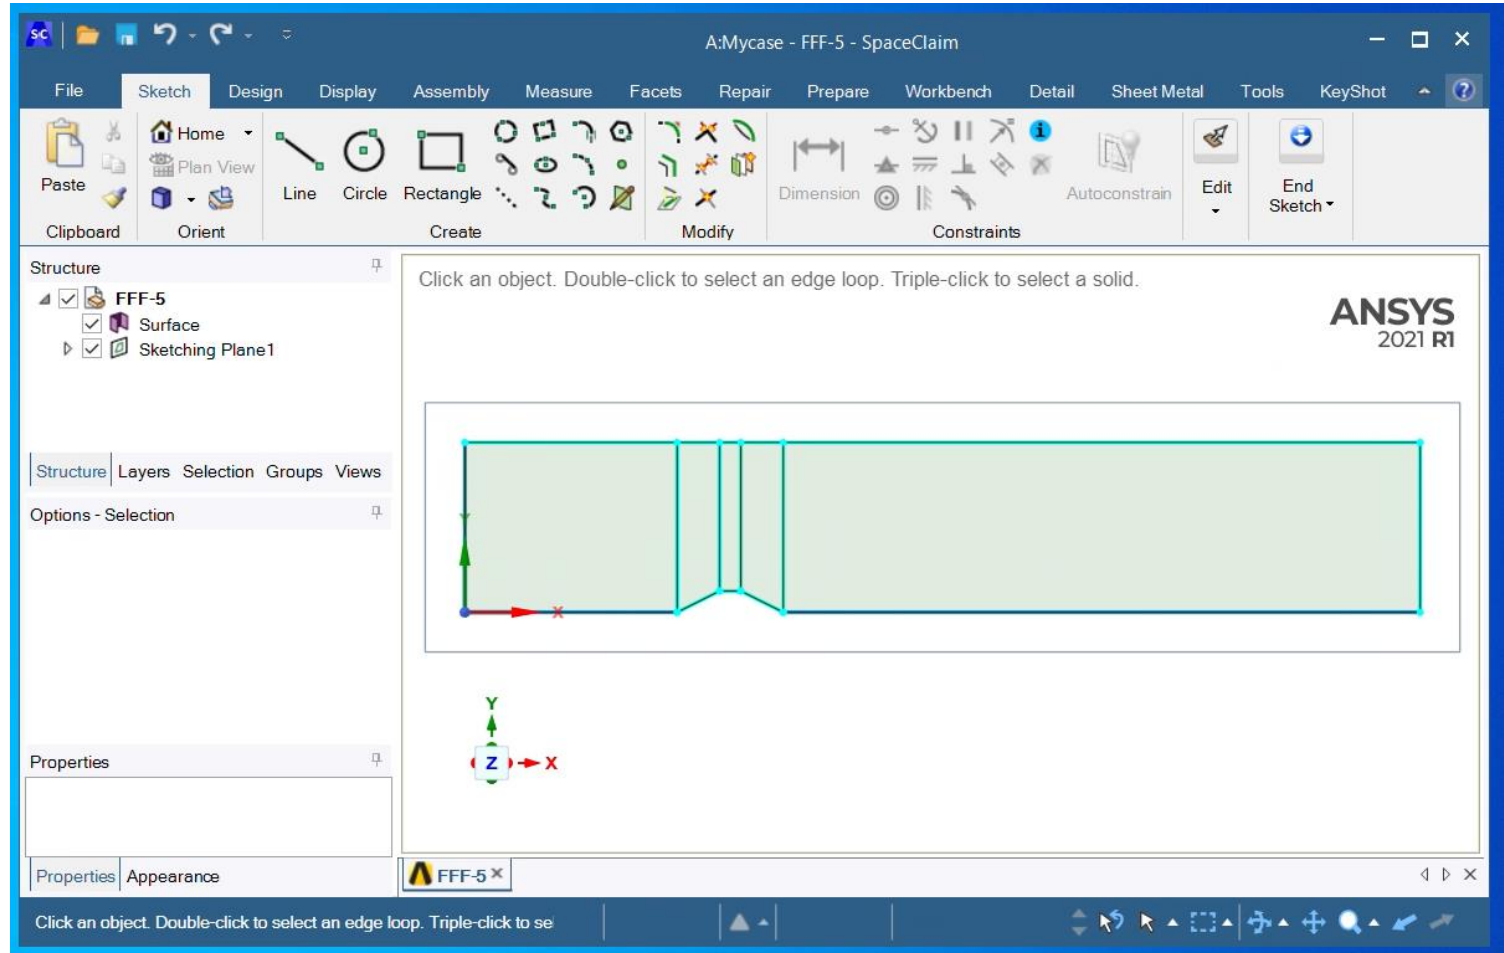 SC
A:Mycase - FFF-5 - SpaceClaim
File Sketch Design Display Assembly Measure Facets Repair Prepare Workbench Detail Sheet Metal Tools KeyShot
Paste
Home
Plan View
Line Circle Rectangle
Dimension
Autoconstrain
Edit
End
Sketch
Clipboard Orient Create Modify Constraints
Structure
FFF-5
Surface
Sketching Plane1
Structure Layers Selection Groups Views
Options - Selection
Properties
Properties Appearance
Click an object. Double-click to select an edge loop. Triple-click to select a solid.
ANSYS
2021 R1
Y
X
Y
Z X
FFF-5
Click an object. Double-click to select an edge loop. Triple-click to se